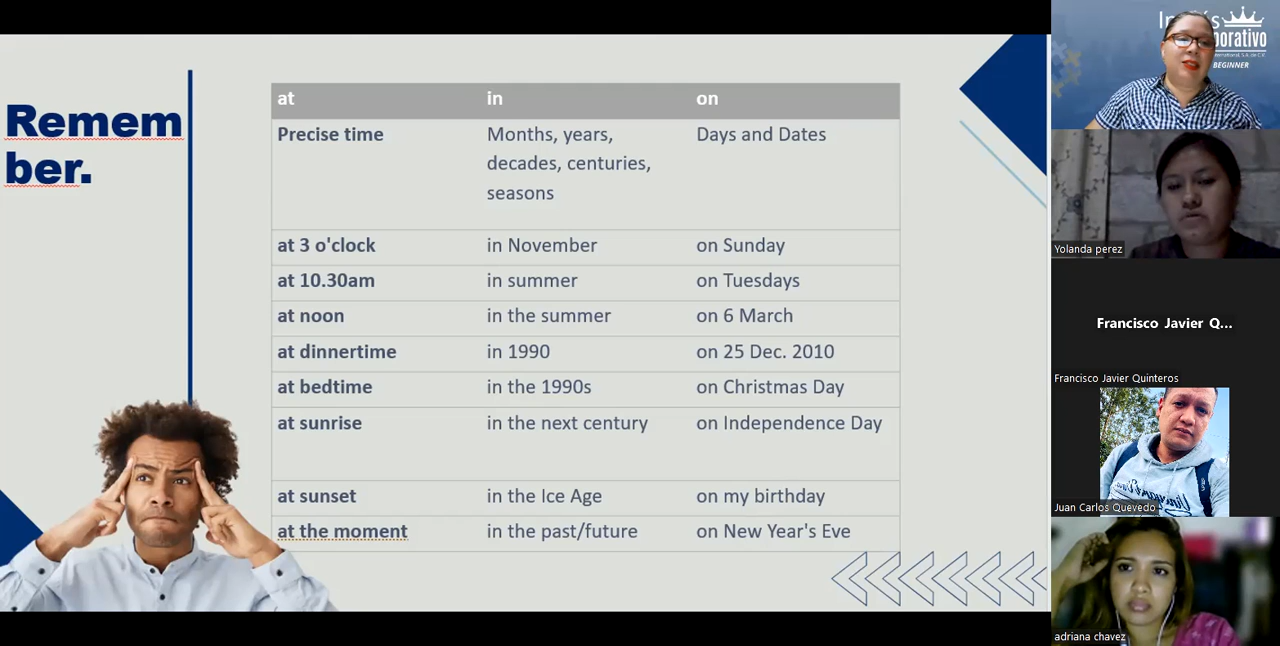 Remem
ber.
at in on
Precise time Months, years, Days and Dates
decades, centuries,
seasons
at 3 o'clock in November on Sunday
at 10.30am in summer on Tuesdays
at noon in the summer on 6 March
at dinnertime in 1990 on 25 Dec. 2010
at bedtime in the 1990s on Christmas Day
at sunrise in the next century on Independence Day
at sunset in the Ice Age on my birthday
at the moment in the past/future on New Year's Eve
BEGINNER
Yolanda perez
Francisco Javier Q...
Francisco Javier Quinteros
Juan Carlos Quevedo
adriana chavez